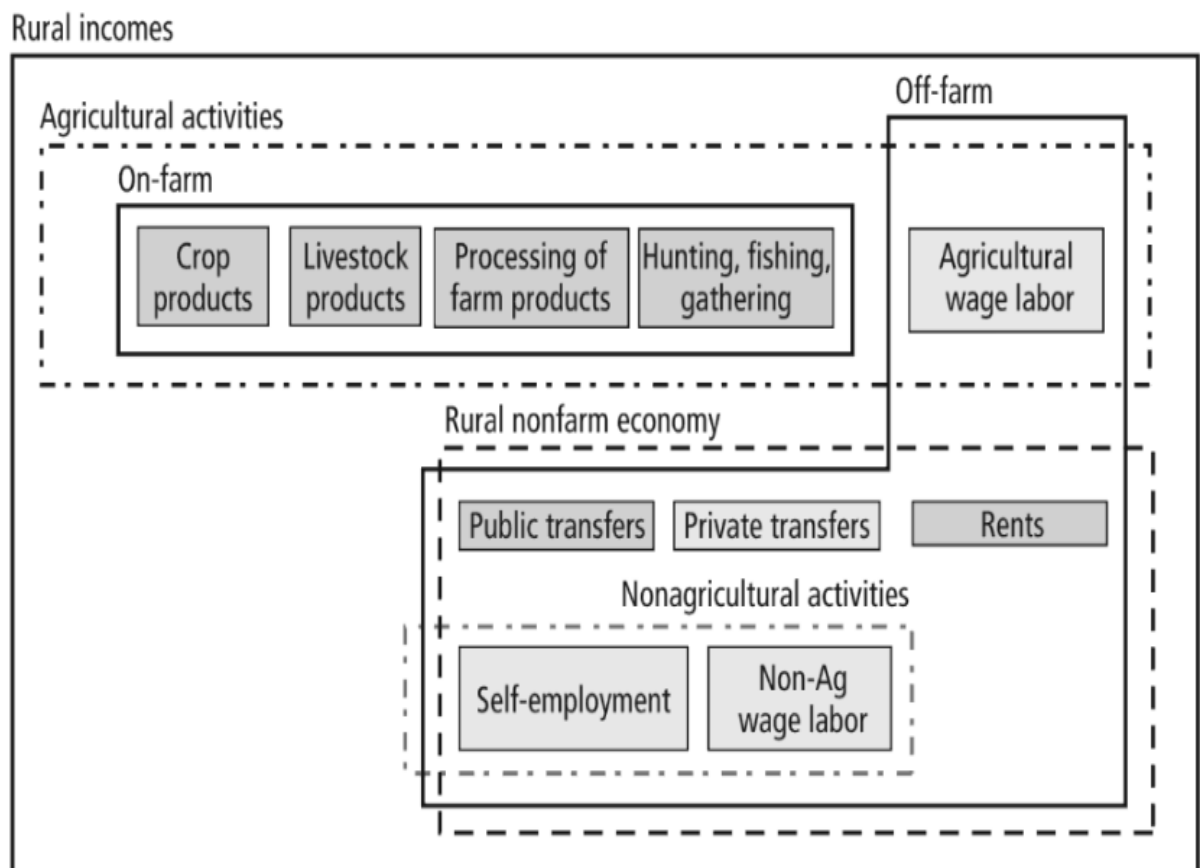 Rural incomes
Off-farm
Agricultural activities
On-farm
Crop
products
Livestock
products
Processing of
farm products
Hunting, fishing,
gathering
Agricultural
wage labor
Rural nonfarm economy
Public transfers
Private transfers
Rents
Nonagricultural activities
Self-employment
Non-Ag
wage labor